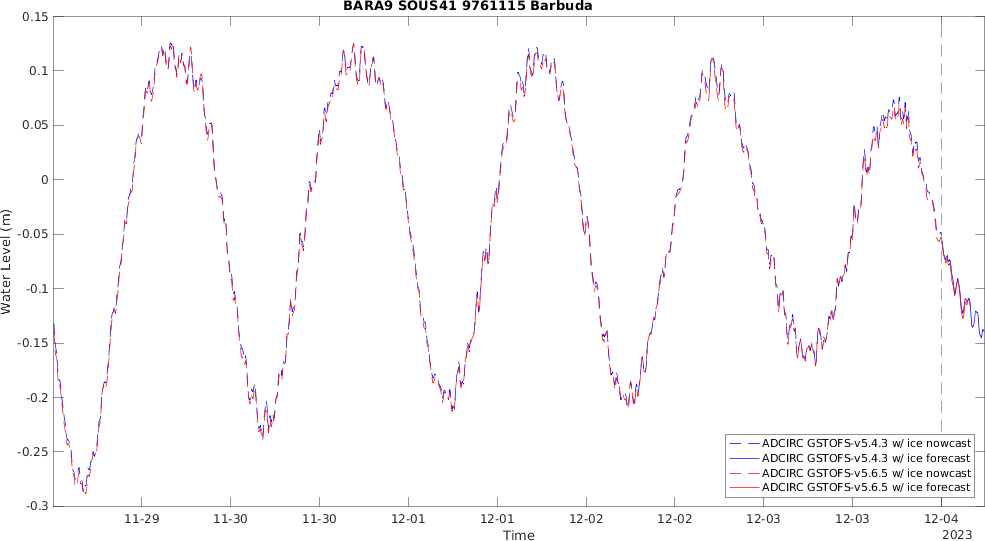 BARA9 SOUS41 9761115 Barbuda
0.15
0.1
0.05
0
-0.05
-0.1
-0.15
-0.2
-0.25
-0.3
Water Level (m)
ADCIRC GSTOFS-v5.4.3 w/ ice nowcast
ADCIRC GSTOFS-v5.4.3 w/ ice forecast
ADCIRC GSTOFS-v5.6.5 w/ ice nowcast
ADCIRC GSTOFS-v5.6.5 w/ ice forecast
11-29 11-30 11-30 12-01 12-01 12-02 12-02 12-03 12-03 12-04
2023
Time